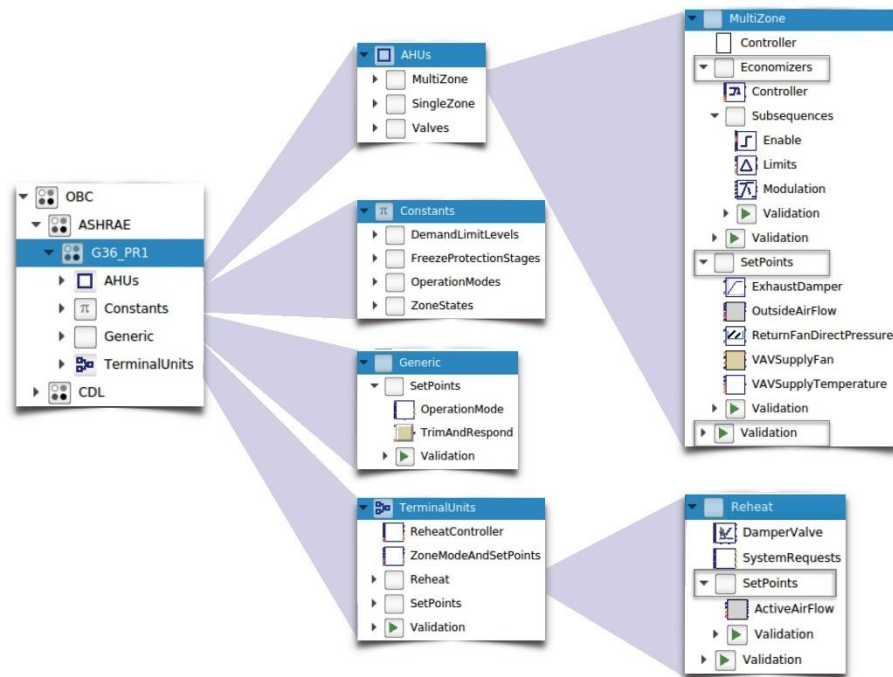 OBC
ASHRAE
G36_PR1
AHUs
Constants
Generic
TerminalUnits
CDL
AHUs
MultiZone
SingleZone
Valves
Constants
DemandLimitLevels
FreezeProtectionStages
OperationModes
ZoneStates
Generic
SetPoints
OperationMode
TrimAndRespond
Validation
TerminalUnits
ReheatController
ZoneModeAndSetPoints
Reheat
SetPoints
Validation
MultiZone
Controller
Economizers
Controller
Subsequences
Enable
Limits
Modulation
Validation
Validation
SetPoints
ExhaustDamper
OutsideAirFlow
ReturnFanDirectPressure
VAVSupplyFan
VAVSupplyTemperature
Validation
Validation
Reheat
DamperValve
SystemRequests
SetPoints
ActiveAirFlow
Validation
Validation